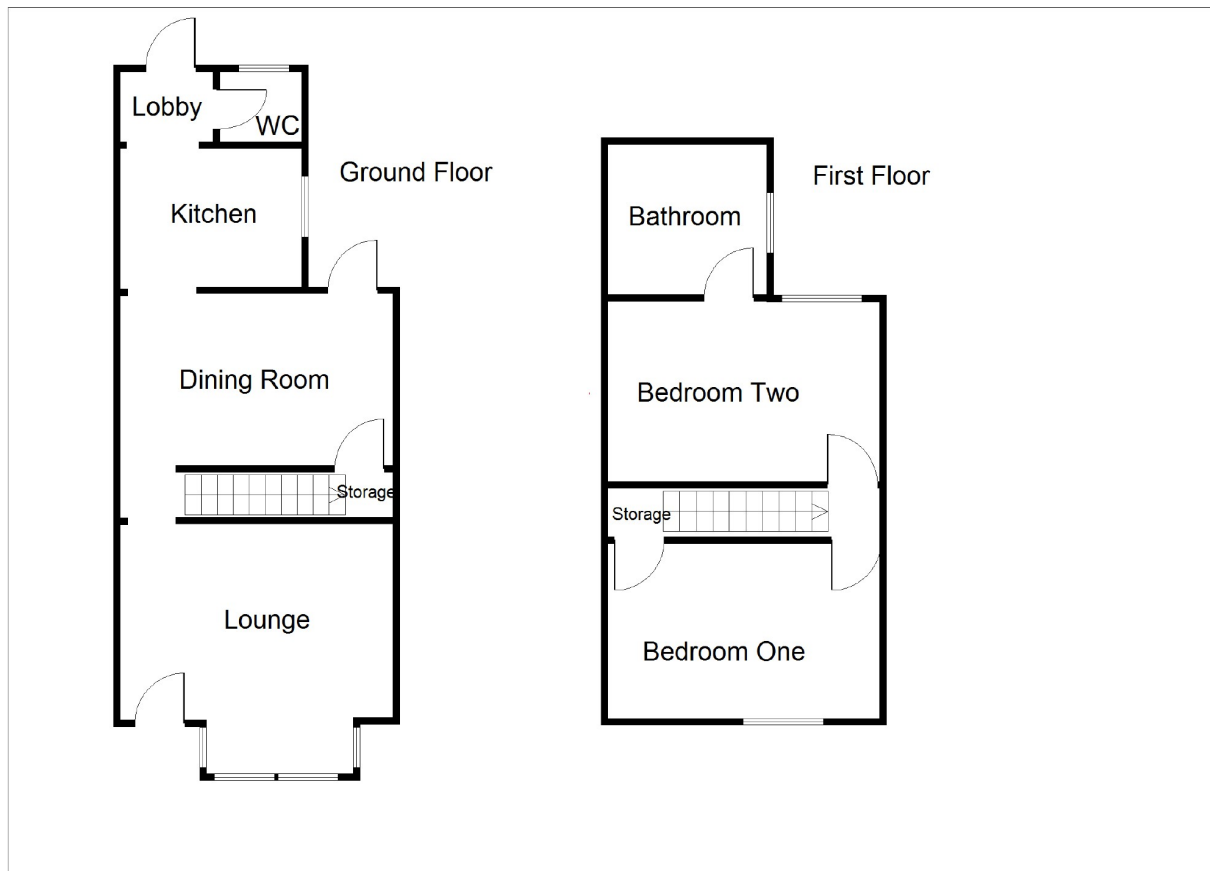 Lobby
WC
Ground Floor
Kitchen
Dining Room
Storage
Lounge
First Floor
Bathroom
Bedroom Two
Storage
Bedroom One